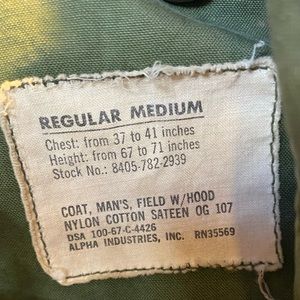 REGULAR MEDIUM
Chest: from 37 to 41 inches
Height: from 67 to 71 inches
Stock No.: 8405-782-2939
COAT, MAN'S, FIELD W/HOOD
NYLON COTTON SATEEN OG 107
DSA 100-67-C-4426
ALPHA INDUSTRIES, INC. RN35569